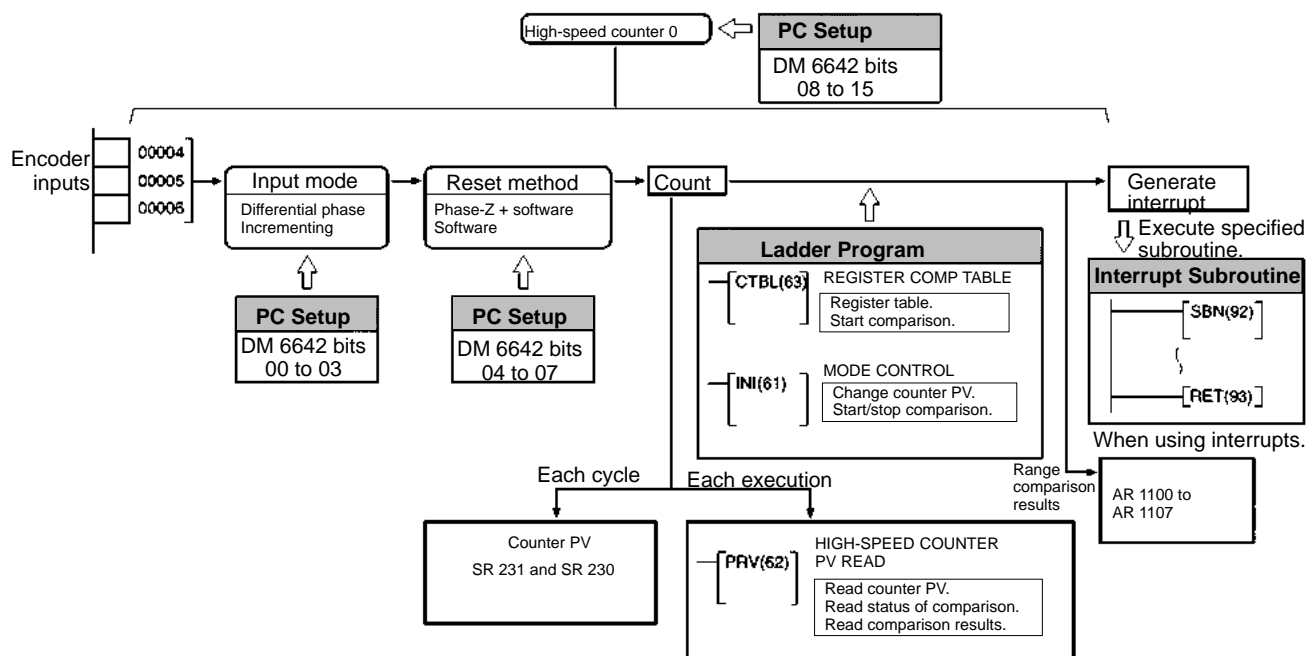 High-speed counter 0
PC Setup
DM 6642 bits
08 to 15
Encoder
inputs
00004
00005
00006
Input mode
Differential phase
Incrementing
Reset method
Phase-Z + software
Software
Count
Generate
interrupt
Execute specified
subroutine.
PC Setup
DM 6642 bits
00 to 03
PC Setup
DM 6642 bits
04 to 07
Ladder Program
CTBL(63)
REGISTER COMP TABLE
Register table.
Start comparison.
INI(61)
MODE CONTROL
Change counter PV.
Start/stop comparison.
Interrupt Subroutine
SBN(92)
RET(93)
When using interrupts.
Each cycle
Each execution
Range
comparison
results
AR 1100 to
AR 1107
Counter PV
SR 231 and SR 230
PRV(62)
HIGH-SPEED COUNTER
PV READ
Read counter PV.
Read status of comparison.
Read comparison results.